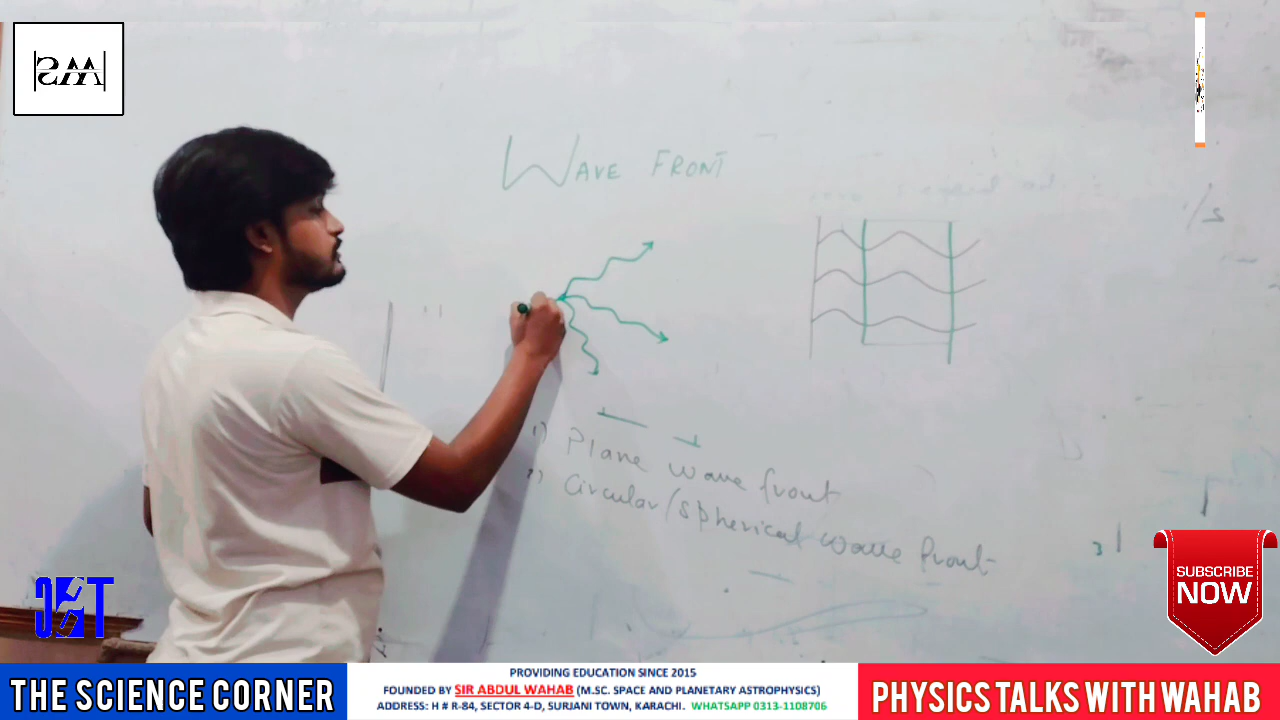 WAVE FRONT
1) Plane wave front
Circular/spherical wave front
SUBSCRIBE
NOW
THE SCIENCE CORNER
PROVIDING EDUCATION SINCE 2015
FOUNDED BY SIR ABDUL WAHAB (M.SC. SPACE AND PLANETARY ASTROPHYSICS)
ADDRESS: H # R-84, SECTOR 4-D, SURJANI TOWN, KARACHI. WHATSAPP 0313-1108706
PHYSICS TALKS WITH WAHAB